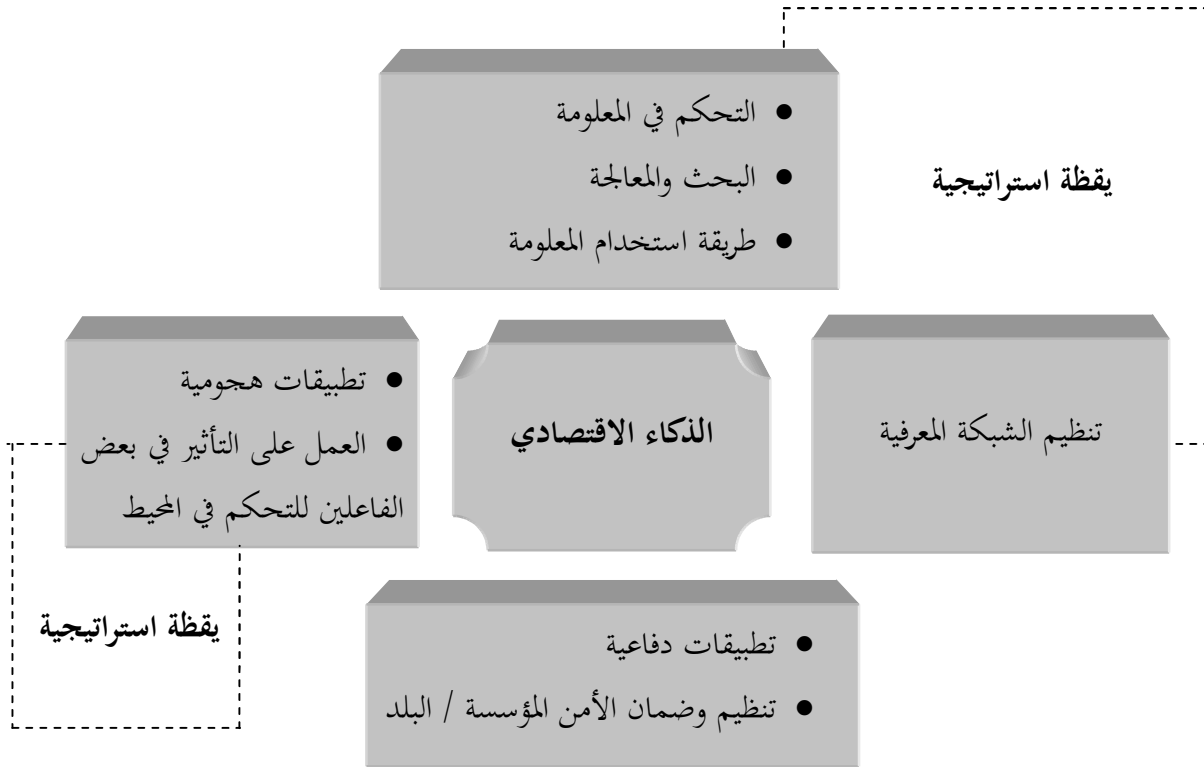 ● التحكم في المعلومة
● البحث والمعالجة
● طريقة استخدام المعلومة
يقظة استراتيجية
تنظيم الشبكة المعرفية
الذكاء الاقتصادي
● تطبيقات هجومية
● العمل على التأثير في بعض
الفاعلين للتحكم في المحيط
يقظة استراتيجية
● تطبيقات دفاعية
● تنظيم وضمان الأمن المؤسسة / البلد